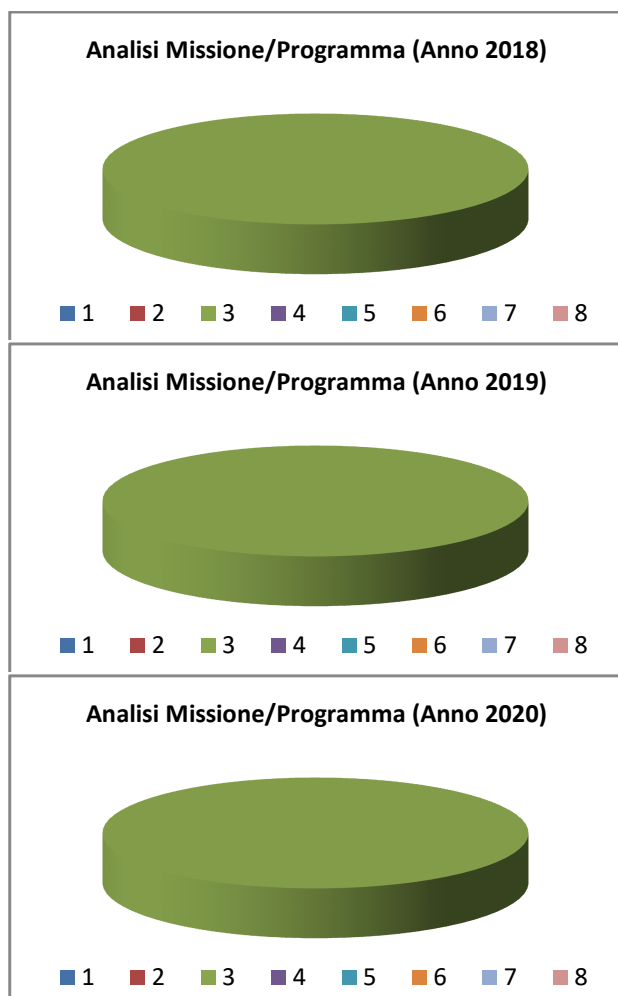 Analisi Missione/Programma (Anno 2018)
1 2 3 4 5 6 7 8
Analisi Missione/Programma (Anno 2019)
1 2 3 4 5 6 7 8
Analisi Missione/Programma (Anno 2020)
1 2 3 4 5 6 7 8